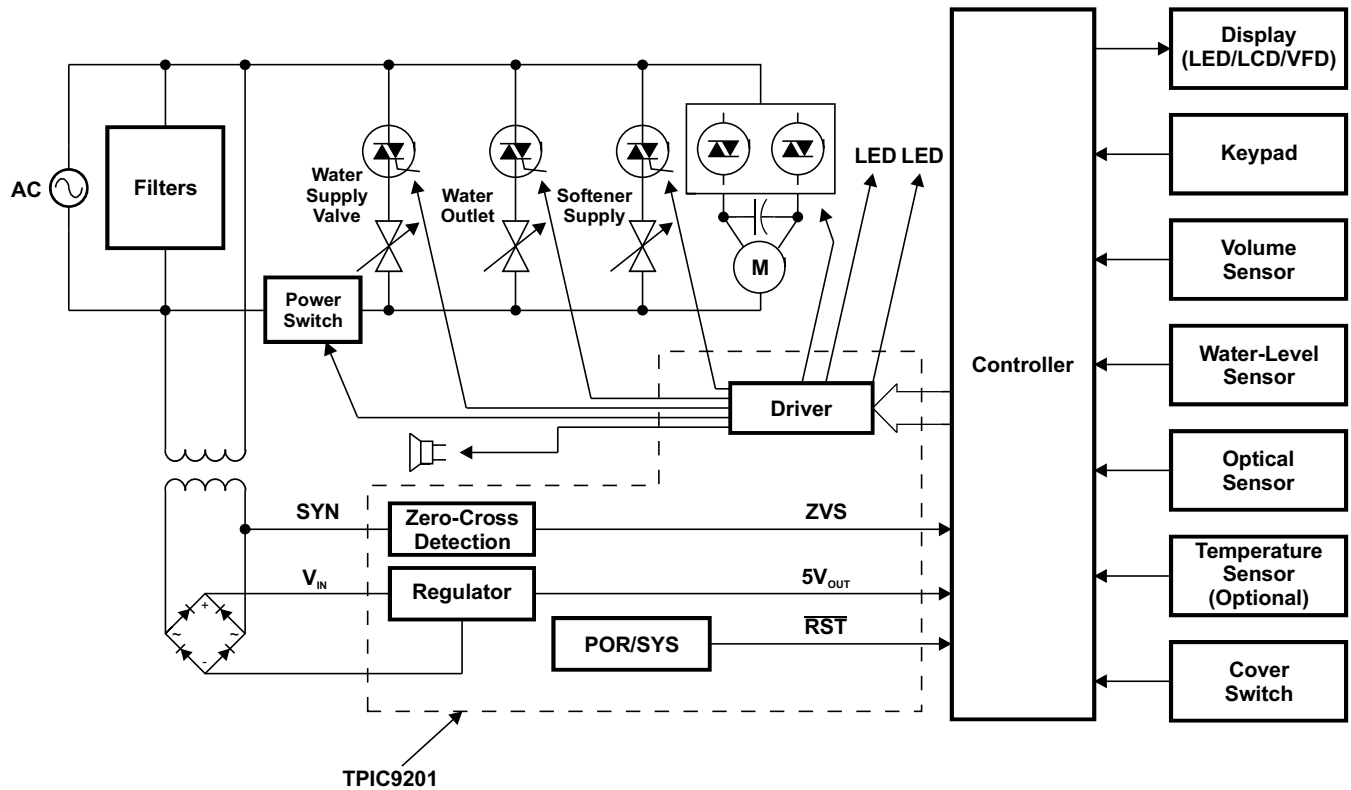 Display
(LED/LCD/VFD)
Keypad
Volume
Sensor
Water-Level
Sensor
Optical
Sensor
Temperature
Sensor
(Optional)
Cover
Switch
Controller
AC
Filters
Water
Supply
Valve
Water
Outlet
Softener
Supply
LED LED
M
Power
Switch
Driver
SYN
Zero-Cross
Detection
ZVS
VIN
Regulator
5VOUT
POR/SYS
RST
+
~
~
-
TPIC9201